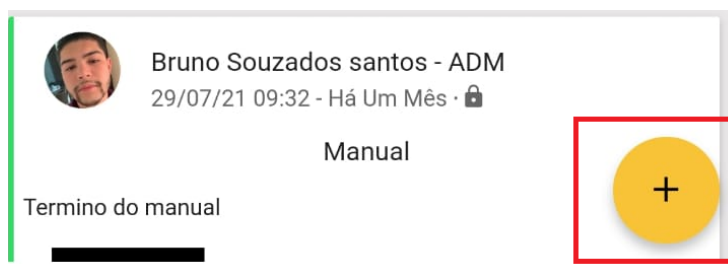 Bruno Souzados santos - ADM
29/07/21 09:32 - Há Um Mês ·
Manual
+
Termino do manual